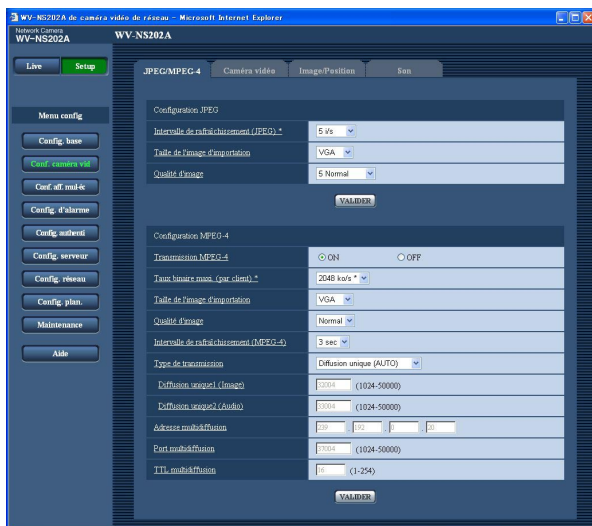 WV-NS202A de caméra vidéo de réseau - Microsoft Internet Explorer
Network Camera
WV-NS202A
WV-NS202A
Live Setup
JPEG/MPEG-4 Caméra vidéo Image/Position Son
Menu config
Config. base
Conf. caméra vid
Conf. aff. mul-éc
Config. d'alarme
Config. authenti
Config. serveur
Config. réseau
Config. plan.
Maintenance
Aide
Configuration JPEG
Intervalle de rafraîchissement (JPEG) * 5 i/s
Taille de l'image d'importation VGA
Qualité d'image 5 Normal
VALIDER
Configuration MPEG-4
Transmission MPEG-4 ON OFF
Taux binaire maxi. (par client) * 2048 ko/s *
Taille de l'image d'importation VGA
Qualité d'image Normal
Intervalle de rafraîchissement (MPEG-4) 3 sec
Type de transmission Diffusion unique (AUTO)
Diffusion unique1 (Image) 32004 (1024-50000)
Diffusion unique2 (Audio) 33004 (1024-50000)
Adresse multidiffusion 239 . 192 . 0 . 20
Port multidiffusion 37004 (1024-50000)
TTL multidiffusion 16 (1-254)
VALIDER